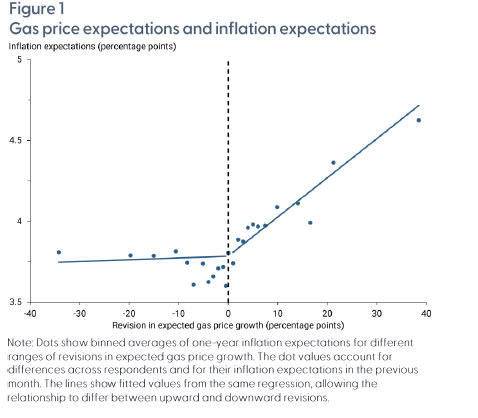 Figure 1
Gas price expectations and inflation expectations
Inflation expectations (percentage points)
5
4.5
4
3.5
-40 -30 -20 -10 0 10 20 30 40
Revision in expected gas price growth (percentage points)
Note: Dots show binned averages of one-year inflation expectations for different
ranges of revisions in expected gas price growth. The dot values account for
differences across respondents and for their inflation expectations in the previous
month. The lines show fitted values from the same regression, allowing the
relationship to differ between upward and downward revisions.